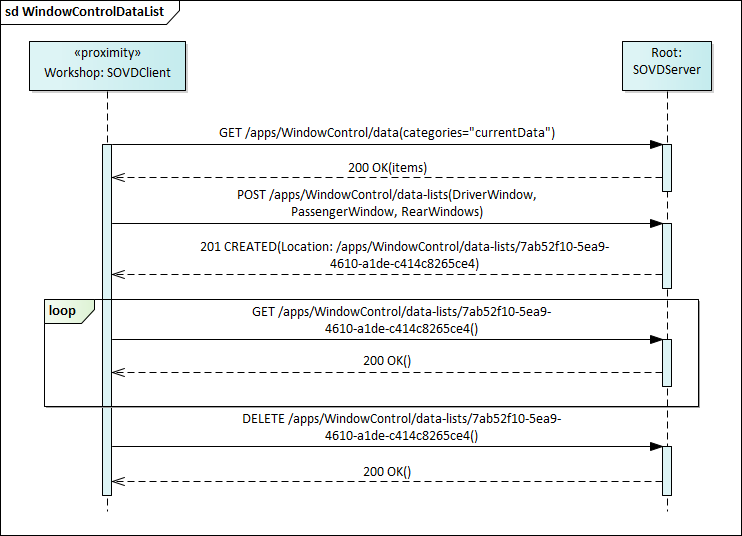 sd WindowControlDataList
«proximity»
Workshop: SOVDClient
Root:
SOVDServer
GET /apps/WindowControl/data(categories="currentData")
200 OK(items)
POST /apps/WindowControl/data-lists(DriverWindow,
PassengerWindow, RearWindows)
201 CREATED(Location: /apps/WindowControl/data-lists/7ab52f10-5ea9-
4610-a1de-c414c8265ce4)
loop
GET /apps/WindowControl/data-lists/7ab52f10-5ea9-
4610-a1de-c414c8265ce4()
200 OK()
DELETE /apps/WindowControl/data-lists/7ab52f10-5ea9-
4610-a1de-c414c8265ce4()
200 OK()